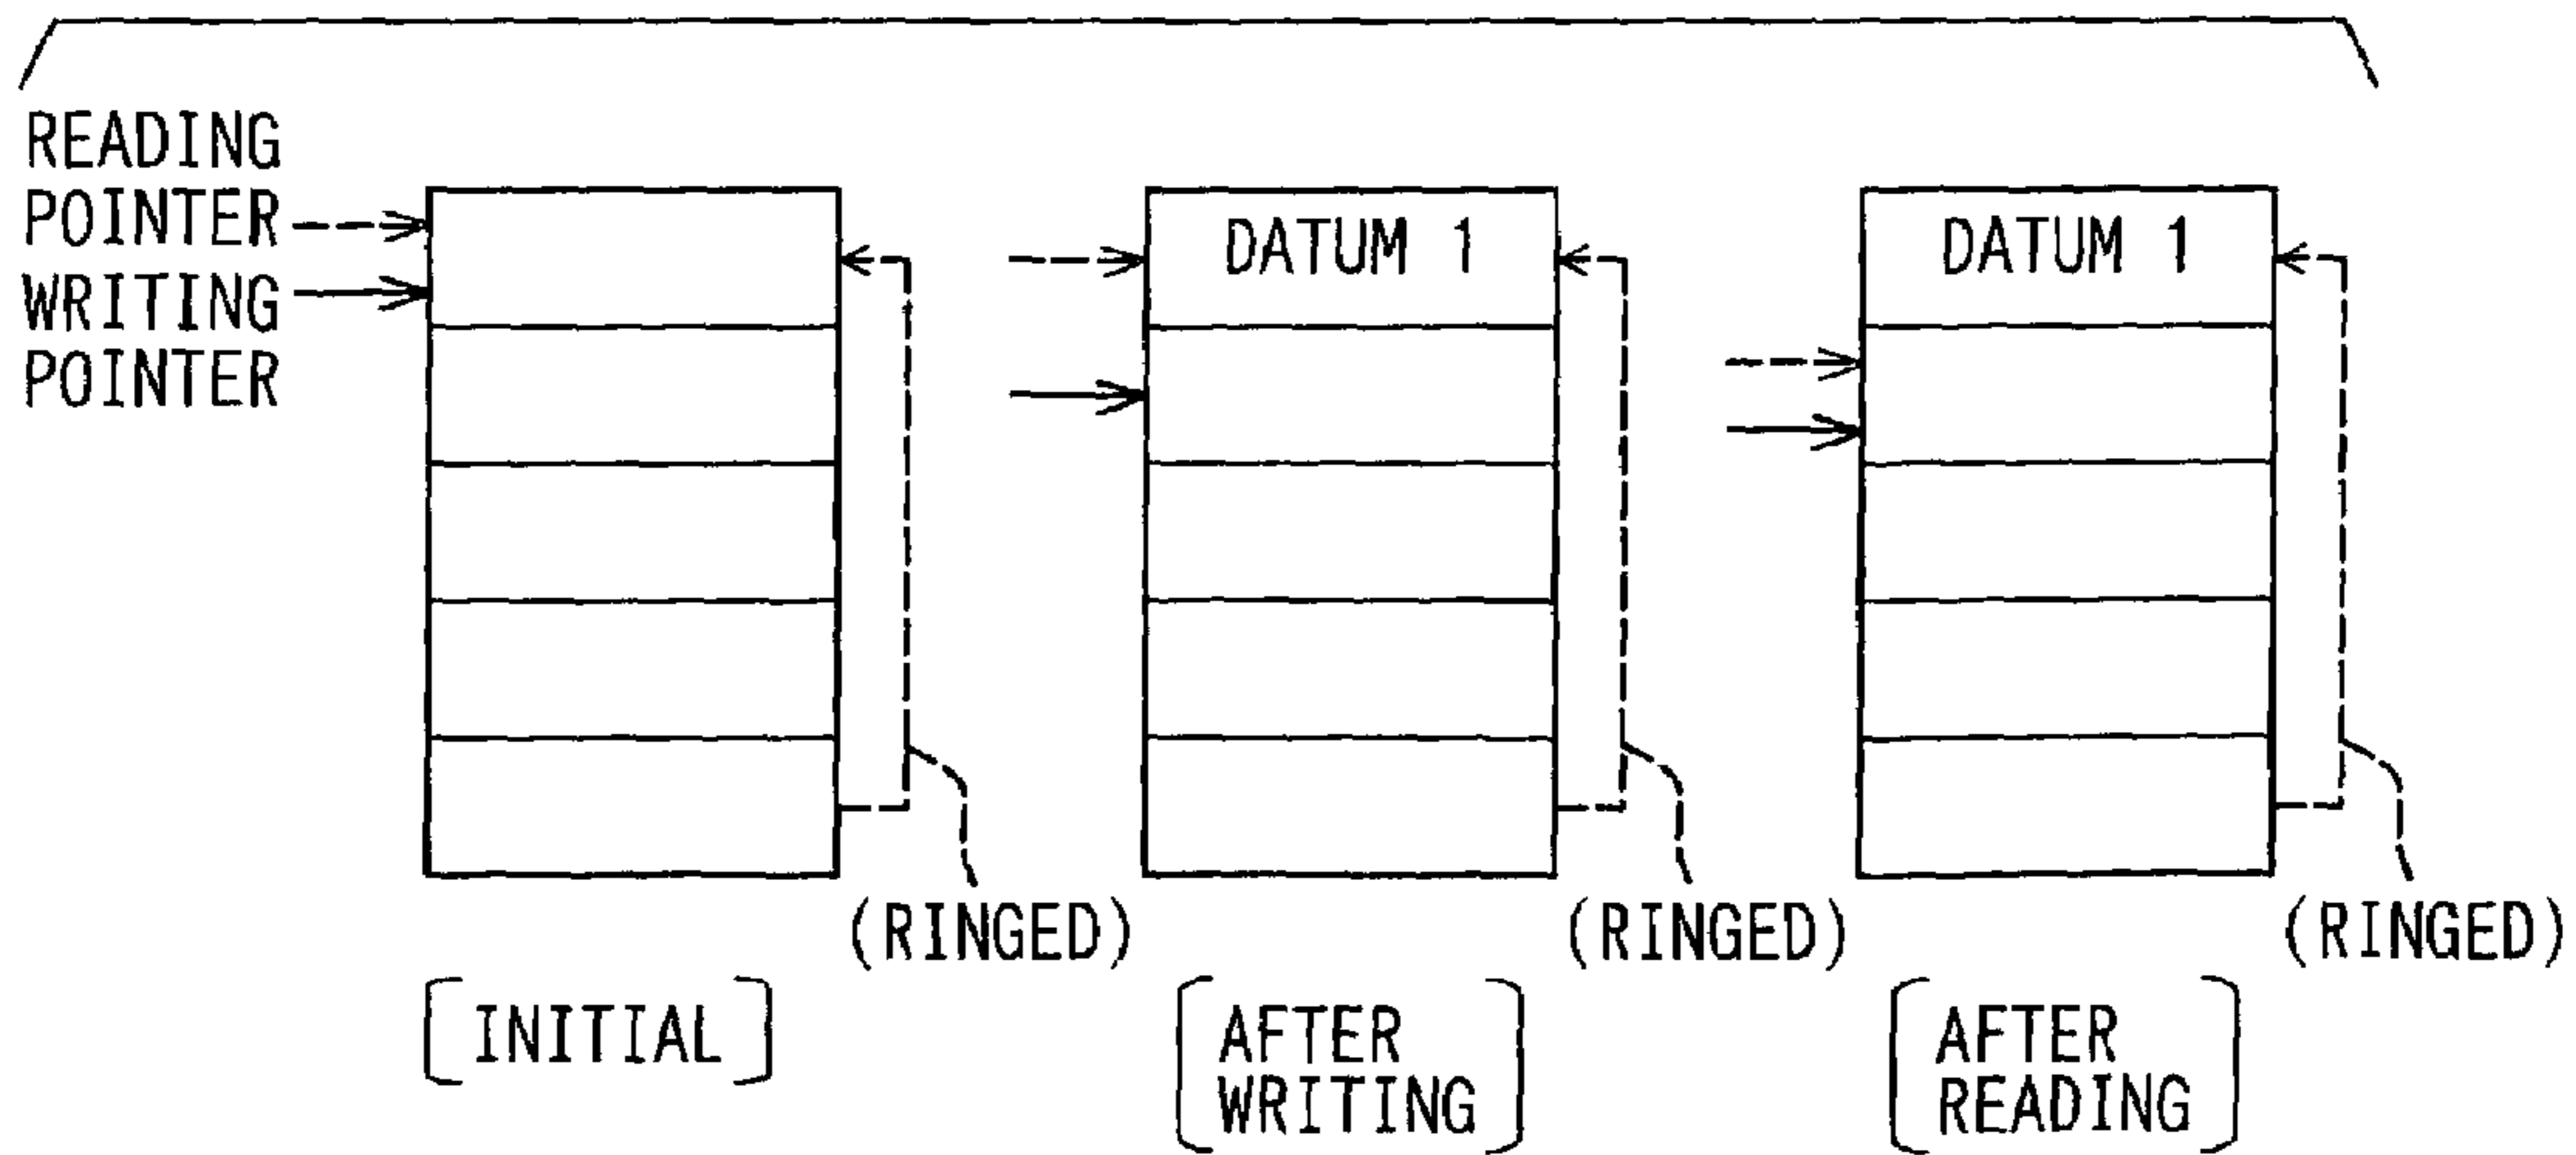 READING
POINTER
WRITING
POINTER
DATUM 1
DATUM 1
(RINGED)
(RINGED)
(RINGED)
[INITIAL]
[AFTER
WRITING]
[AFTER
READING]